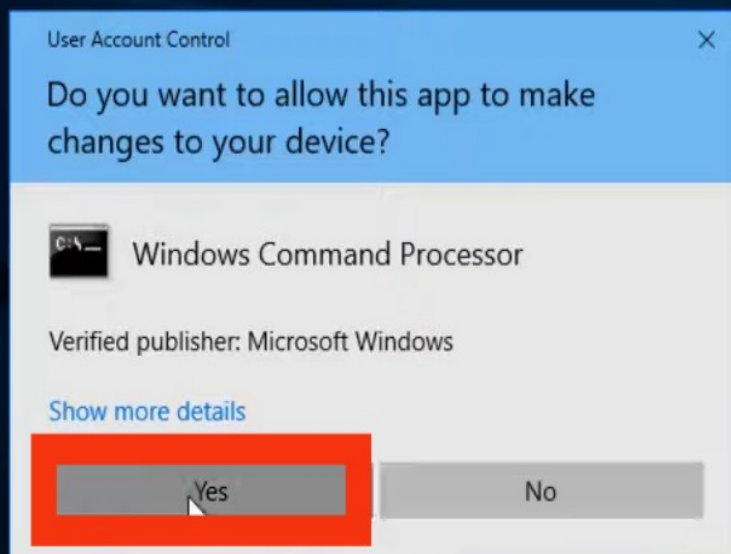 User Account Control
Do you want to allow this app to make
changes to your device?
C:\_
Windows Command Processor
Verified publisher: Microsoft Windows
Show more details
Yes
No